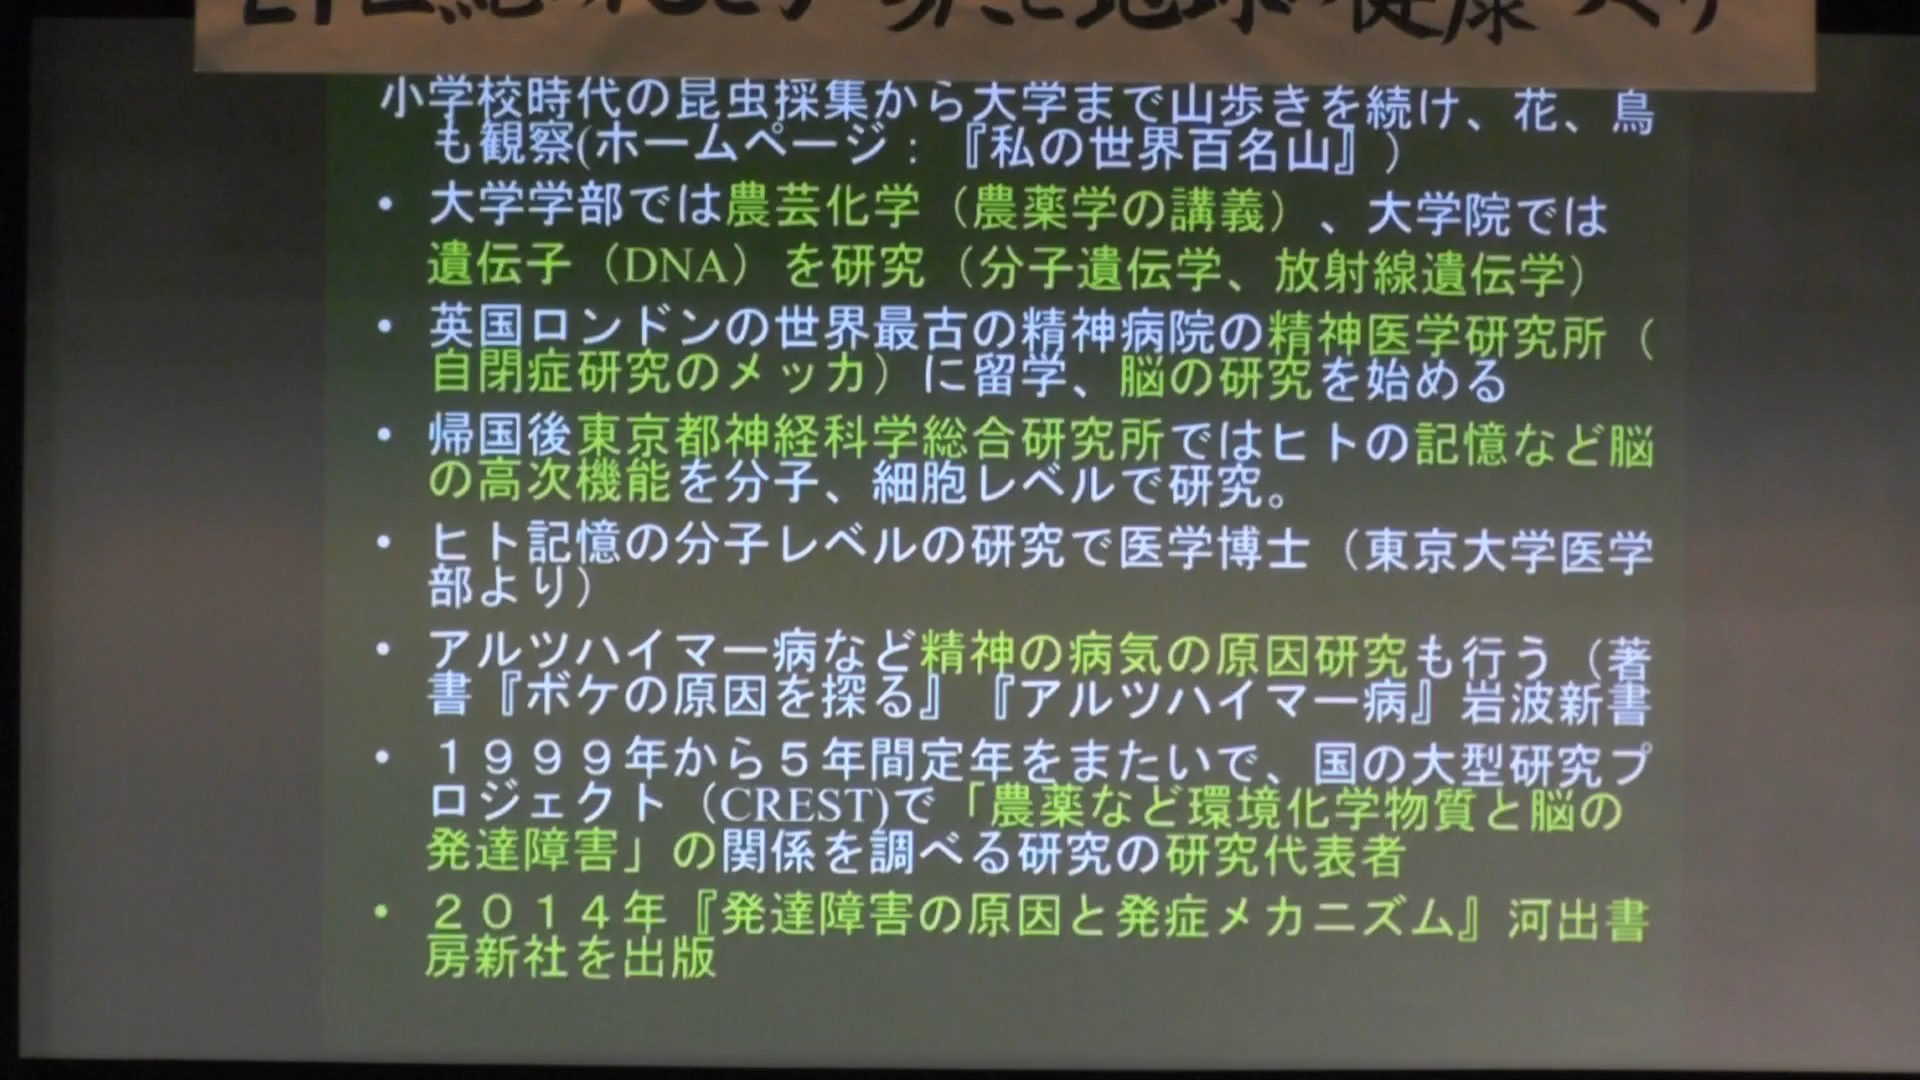 地球の健康
小学校時代の昆虫採集から大学まで山歩きを続け、花、鳥
も観察(ホームページ：『私の世界百名山』）
• 大学学部では農芸化学（農薬学の講義）、大学院では
遺伝子（DNA）を研究（分子遺伝学、放射線遺伝学）
• 英国ロンドンの世界最古の精神病院の精神医学研究所（
自閉症研究のメッカ）に留学、脳の研究を始める
• 帰国後東京都神経科学総合研究所ではヒトの記憶など脳
の高次機能を分子、細胞レベルで研究。
• ヒト記憶の分子レベルの研究で医学博士（東京大学医学
部より）
• アルツハイマー病など精神の病気の原因研究も行う（著
書『ボケの原因を探る』『アルツハイマー病』岩波新書
• １９９９年から５年間定年をまたいで、国の大型研究プ
ロジェクト（CREST)で「農薬など環境化学物質と脳の
発達障害」の関係を調べる研究の研究代表者
• ２０１４年『発達障害の原因と発症メカニズム』河出書
房新社を出版